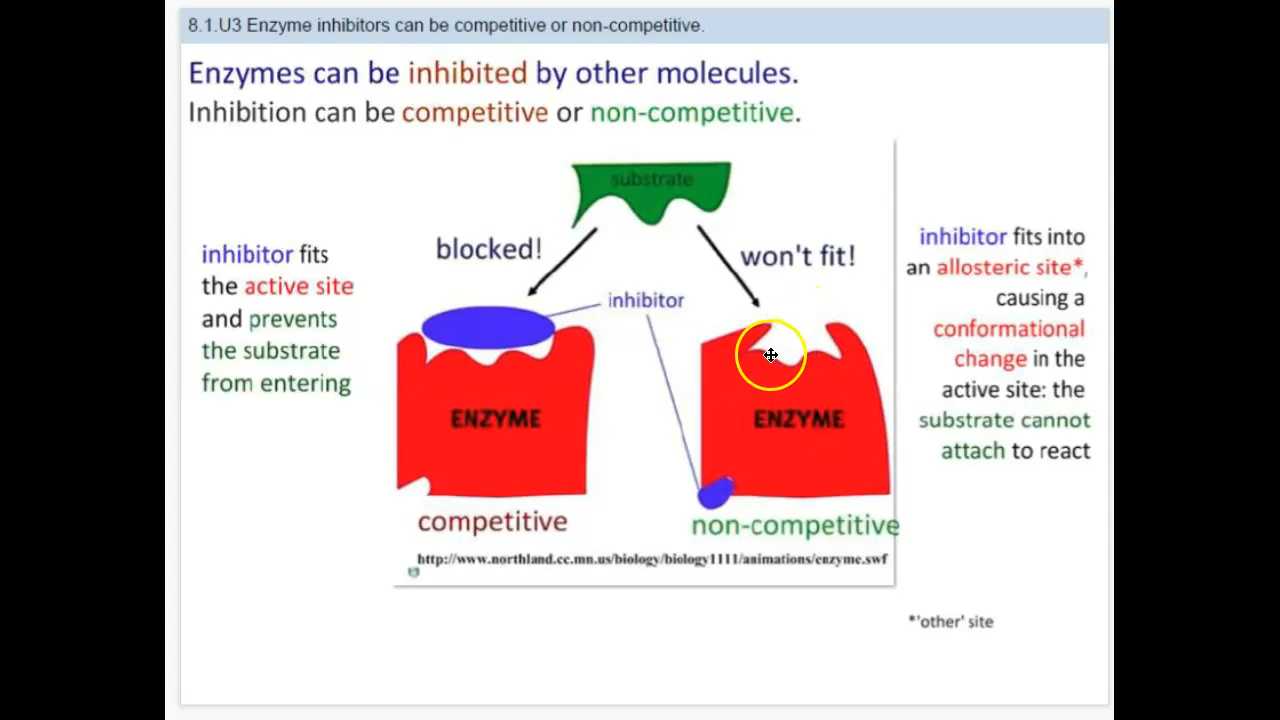 8.1.U3 Enzyme inhibitors can be competitive or non-competitive.
Enzymes can be inhibited by other molecules.
Inhibition can be competitive or non-competitive.
substrate
blocked!
won't fit!
inhibitor
inhibitor fits
the active site
and prevents
the substrate
from entering
inhibitor fits into
an allosteric site*,
causing a
conformational
change in the
active site: the
substrate cannot
attach to react
ENZYME
ENZYME
competitive
non-competitive
http://www.northland.cc.mn.us/biology/biology1111/animations/enzyme.swf
*'other' site